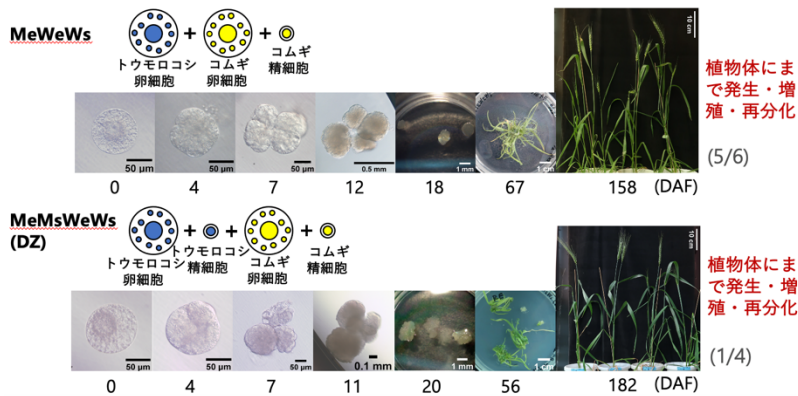 MeWeWs
+
+
トウモロコシ
卵細胞
コムギ
卵細胞
コムギ
精細胞
10 cm
植物体にま
で発生・増
殖・再分化
(5/6)
50 µm
50 µm
50 µm
0.5 mm
1 mm
1 cm
0
4
7
12
18
67
158
(DAF)
MeMsWeWs
(DZ)
+
+
+
トウモロコシ
卵細胞
トウモロコシ
精細胞
コムギ
卵細胞
コムギ
精細胞
10 cm
植物体にま
で発生・増
殖・再分化
(1/4)
50 µm
50 µm
50 µm
0.1 mm
1 mm
1 cm
0
4
7
11
20
56
182
(DAF)